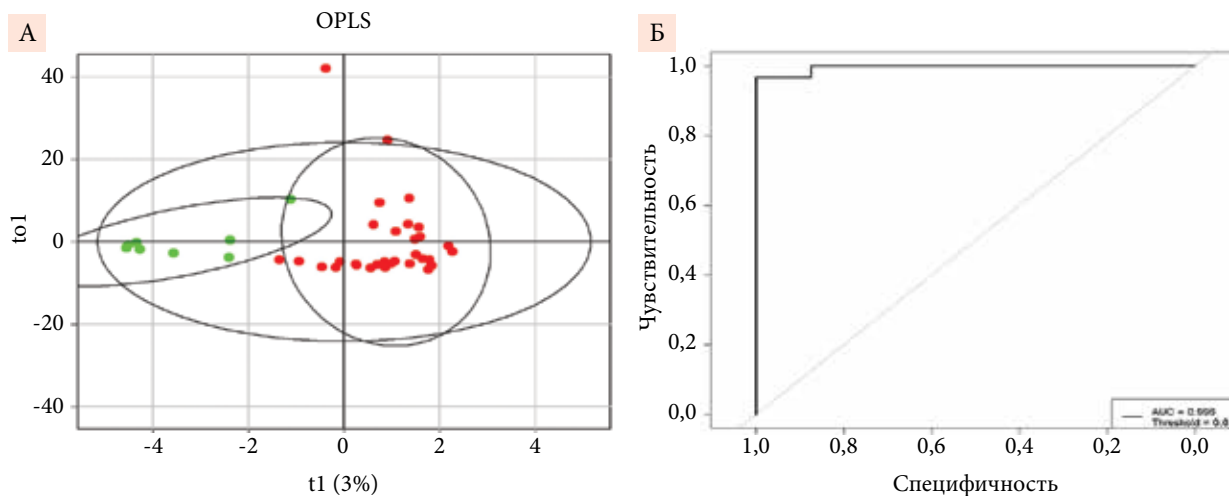 А
OPLS
to1
40
20
0
-20
-40
-4
-2
0
2
4
t1 (3%)
Б
Чувствительность
1,0
0,8
0,6
0,4
0,2
0,0
1,0
0,8
0,6
0,4
0,2
0,0
Специфичность
AUC =
Threshold =